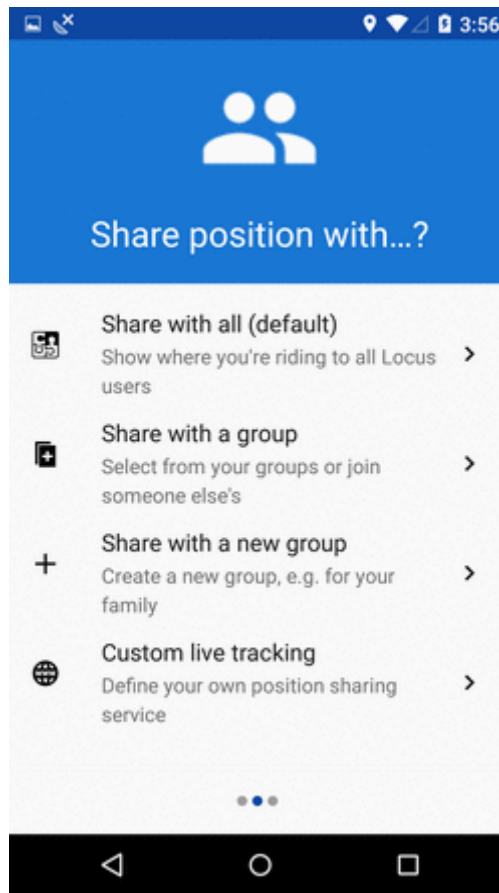 3:56
Share position with...?
Share with all (default)
Show where you're riding to all Locus
users
Share with a group
Select from your groups or join
someone else's
Share with a new group
Create a new group, e.g. for your
family
Custom live tracking
Define your own position sharing
service